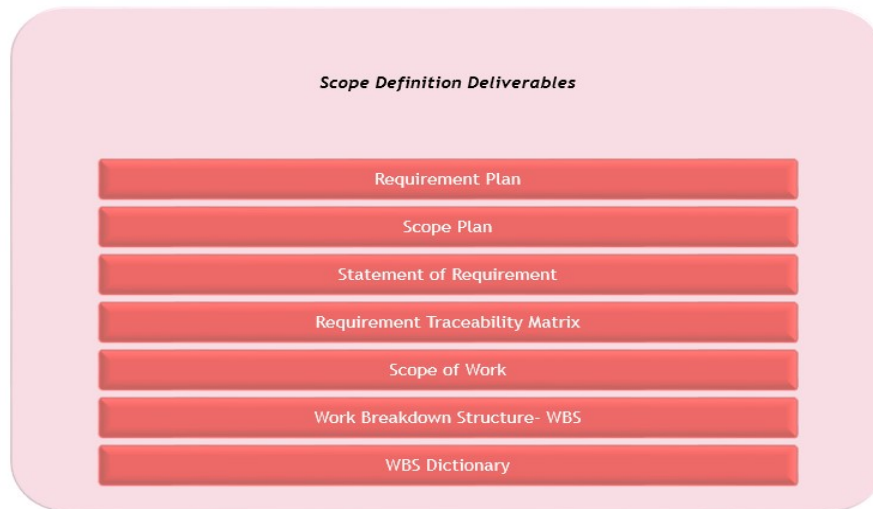 Scope Definition Deliverables
Requirement Plan
Scope Plan
Statement of Requirement
Requirement Traceability Matrix
Scope of Work
Work Breakdown Structure- WBS
WBS Dictionary